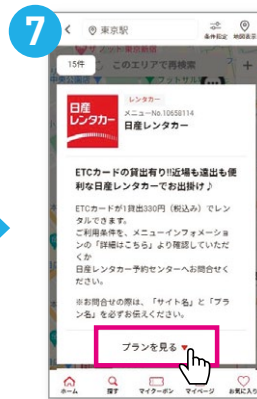 7
東京駅
条件指定
地図表示
15件
このエリアで再検索
日産
レンタカー
レンタカー
メニューNo.10658114
日産レンタカー
ETCカードの貸出有り!!近場も遠出も便
利な日産レンタカーでお出掛け♪
ETCカードが1貸出330円（税込み）でレン
タルできます。
ご利用条件を、メニューインフォメーショ
ンの「詳細はこちら」より確認していただ
くか
日産レンタカー予約センターへお問合せく
ださい。
※お問合せの際は、「サイト名」と「プラ
ン名」を必ずお伝えください。
プランを見る
ホーム
探す
マイクーポン
マイページ
お気に入り